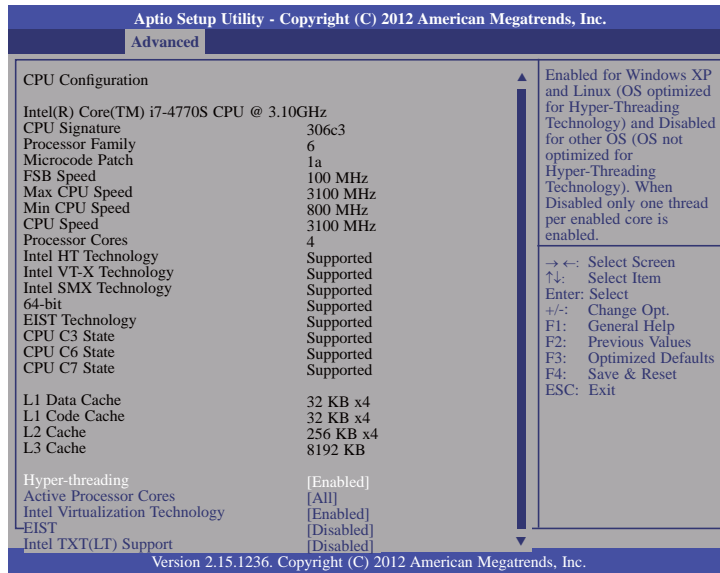 Aptio Setup Utility - Copyright (C) 2012 American Megatrends, Inc.
Advanced
CPU Configuration
Intel(R) Core(TM) i7-4770S CPU @ 3.10GHz
CPU Signature 306c3
Processor Family 6
Microcode Patch 1a
FSB Speed 100 MHz
Max CPU Speed 3100 MHz
Min CPU Speed 800 MHz
CPU Speed 3100 MHz
Processor Cores 4
Intel HT Technology Supported
Intel VT-X Technology Supported
Intel SMX Technology Supported
64-bit Supported
EIST Technology Supported
CPU C3 State Supported
CPU C6 State Supported
CPU C7 State Supported
L1 Data Cache 32 KB x4
L1 Code Cache 32 KB x4
L2 Cache 256 KB x4
L3 Cache 8192 KB
Hyper-threading [Enabled]
Active Processor Cores [All]
Intel Virtualization Technology [Enabled]
EIST [Disabled]
Intel TXT(LT) Support [Disabled]
Enabled for Windows XP
and Linux (OS optimized
for Hyper-Threading
Technology) and Disabled
for other OS (OS not
optimized for
Hyper-Threading
Technology). When
Disabled only one thread
per enabled core is
enabled.
→←: Select Screen
↑↓: Select Item
Enter: Select
+/-: Change Opt.
F1: General Help
F2: Previous Values
F3: Optimized Defaults
F4: Save & Reset
ESC: Exit
Version 2.15.1236. Copyright (C) 2012 American Megatrends, Inc.